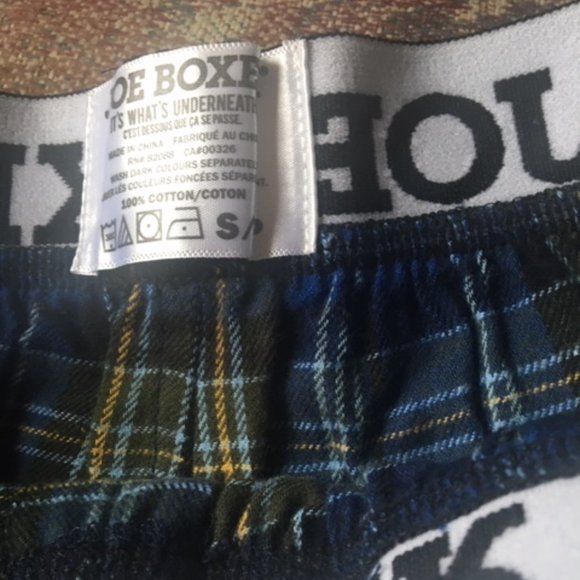 OE BOXE
IT'S WHAT'S UNDERNEATH
C'EST DESSOUS QUE ÇA SE PASSE.
MADE IN CHINA FABRIQUÉ AU CHI
RN# 82088 CA#00326
WASH DARK COLOURS SEPARATEL
LAVER LES COULEURS FONCÉES SÉPARÉMENT.
100% COTTON/COTON
S/P
JOE